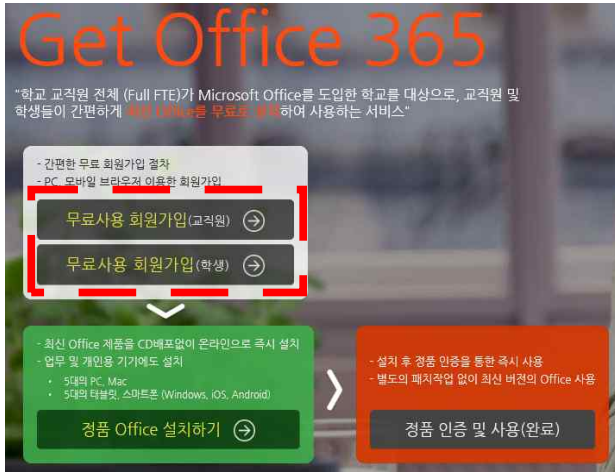 Get Office 365
"학교 교직원 전체 (Full FTE)가 Microsoft Office를 도입한 학교를 대상으로, 교직원 및
학생들이 간편하게 최신 Office를 무료로 설치하여 사용하는 서비스"
- 간편한 무료 회원가입 절차
- PC, 모바일 브라우저 이용한 회원가입
무료사용 회원가입(교직원)
무료사용 회원가입(학생)
- 최신 Office 제품을 CD배포없이 온라인으로 즉시 설치
- 업무 및 개인용 기기에도 설치
• 5대의 PC, Mac
• 5대의 태블릿, 스마트폰 (Windows, iOS, Android)
정품 Office 설치하기
- 설치 후 정품 인증을 통한 즉시 사용
- 별도의 패치작업 없이 최신 버전의 Office 사용
정품 인증 및 사용(완료)